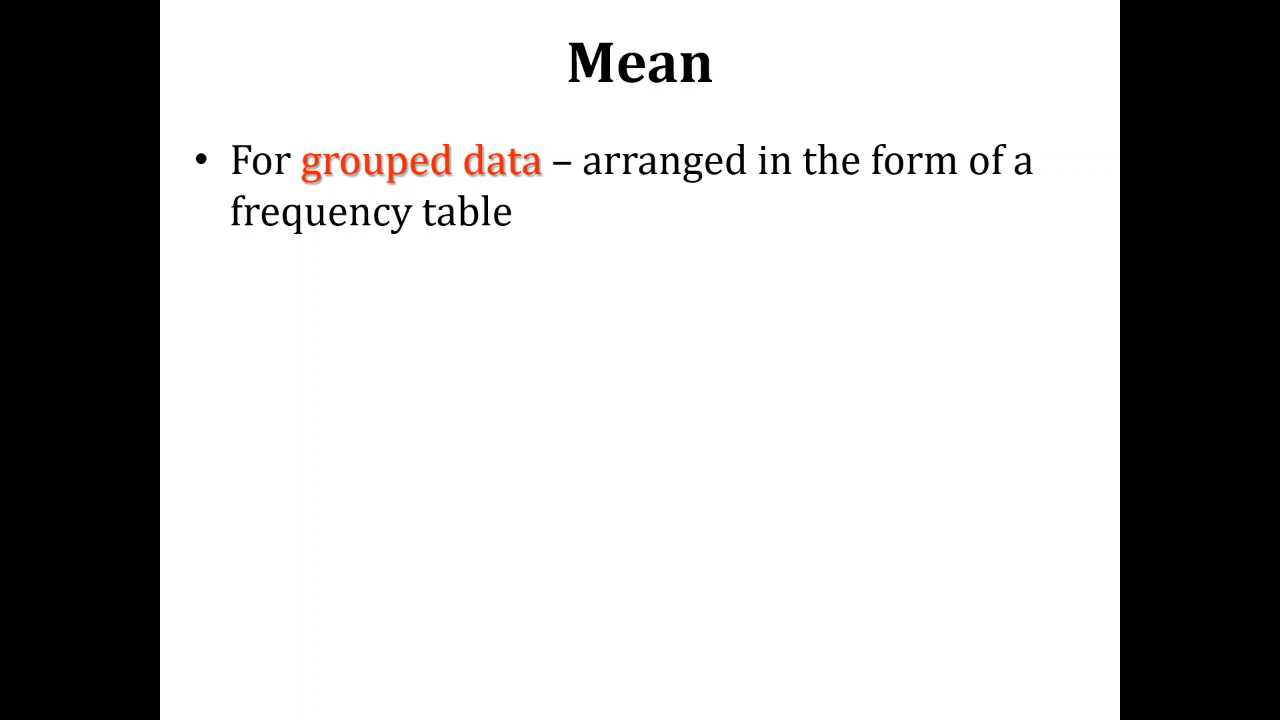 Mean
• For grouped data – arranged in the form of a
frequency table